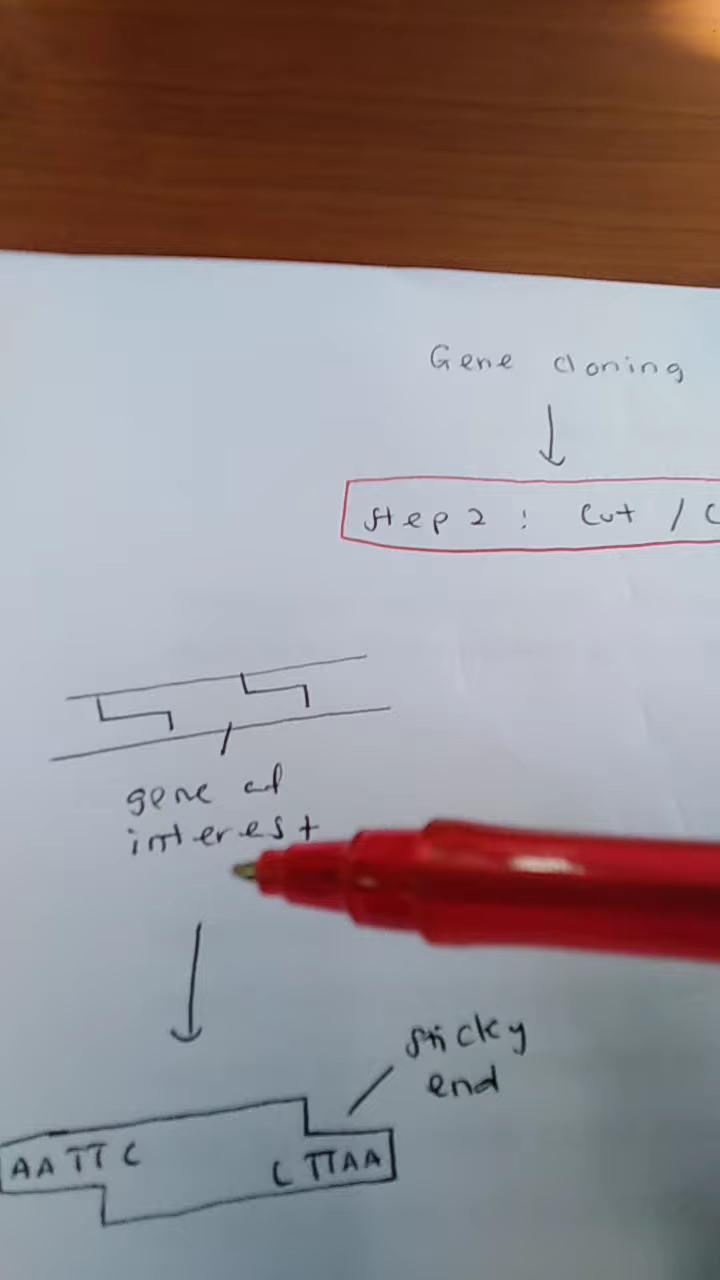 Gene cloning
Step 2 : Cut / C
gene of
interest
sticky
end
AATTC
CTTAA